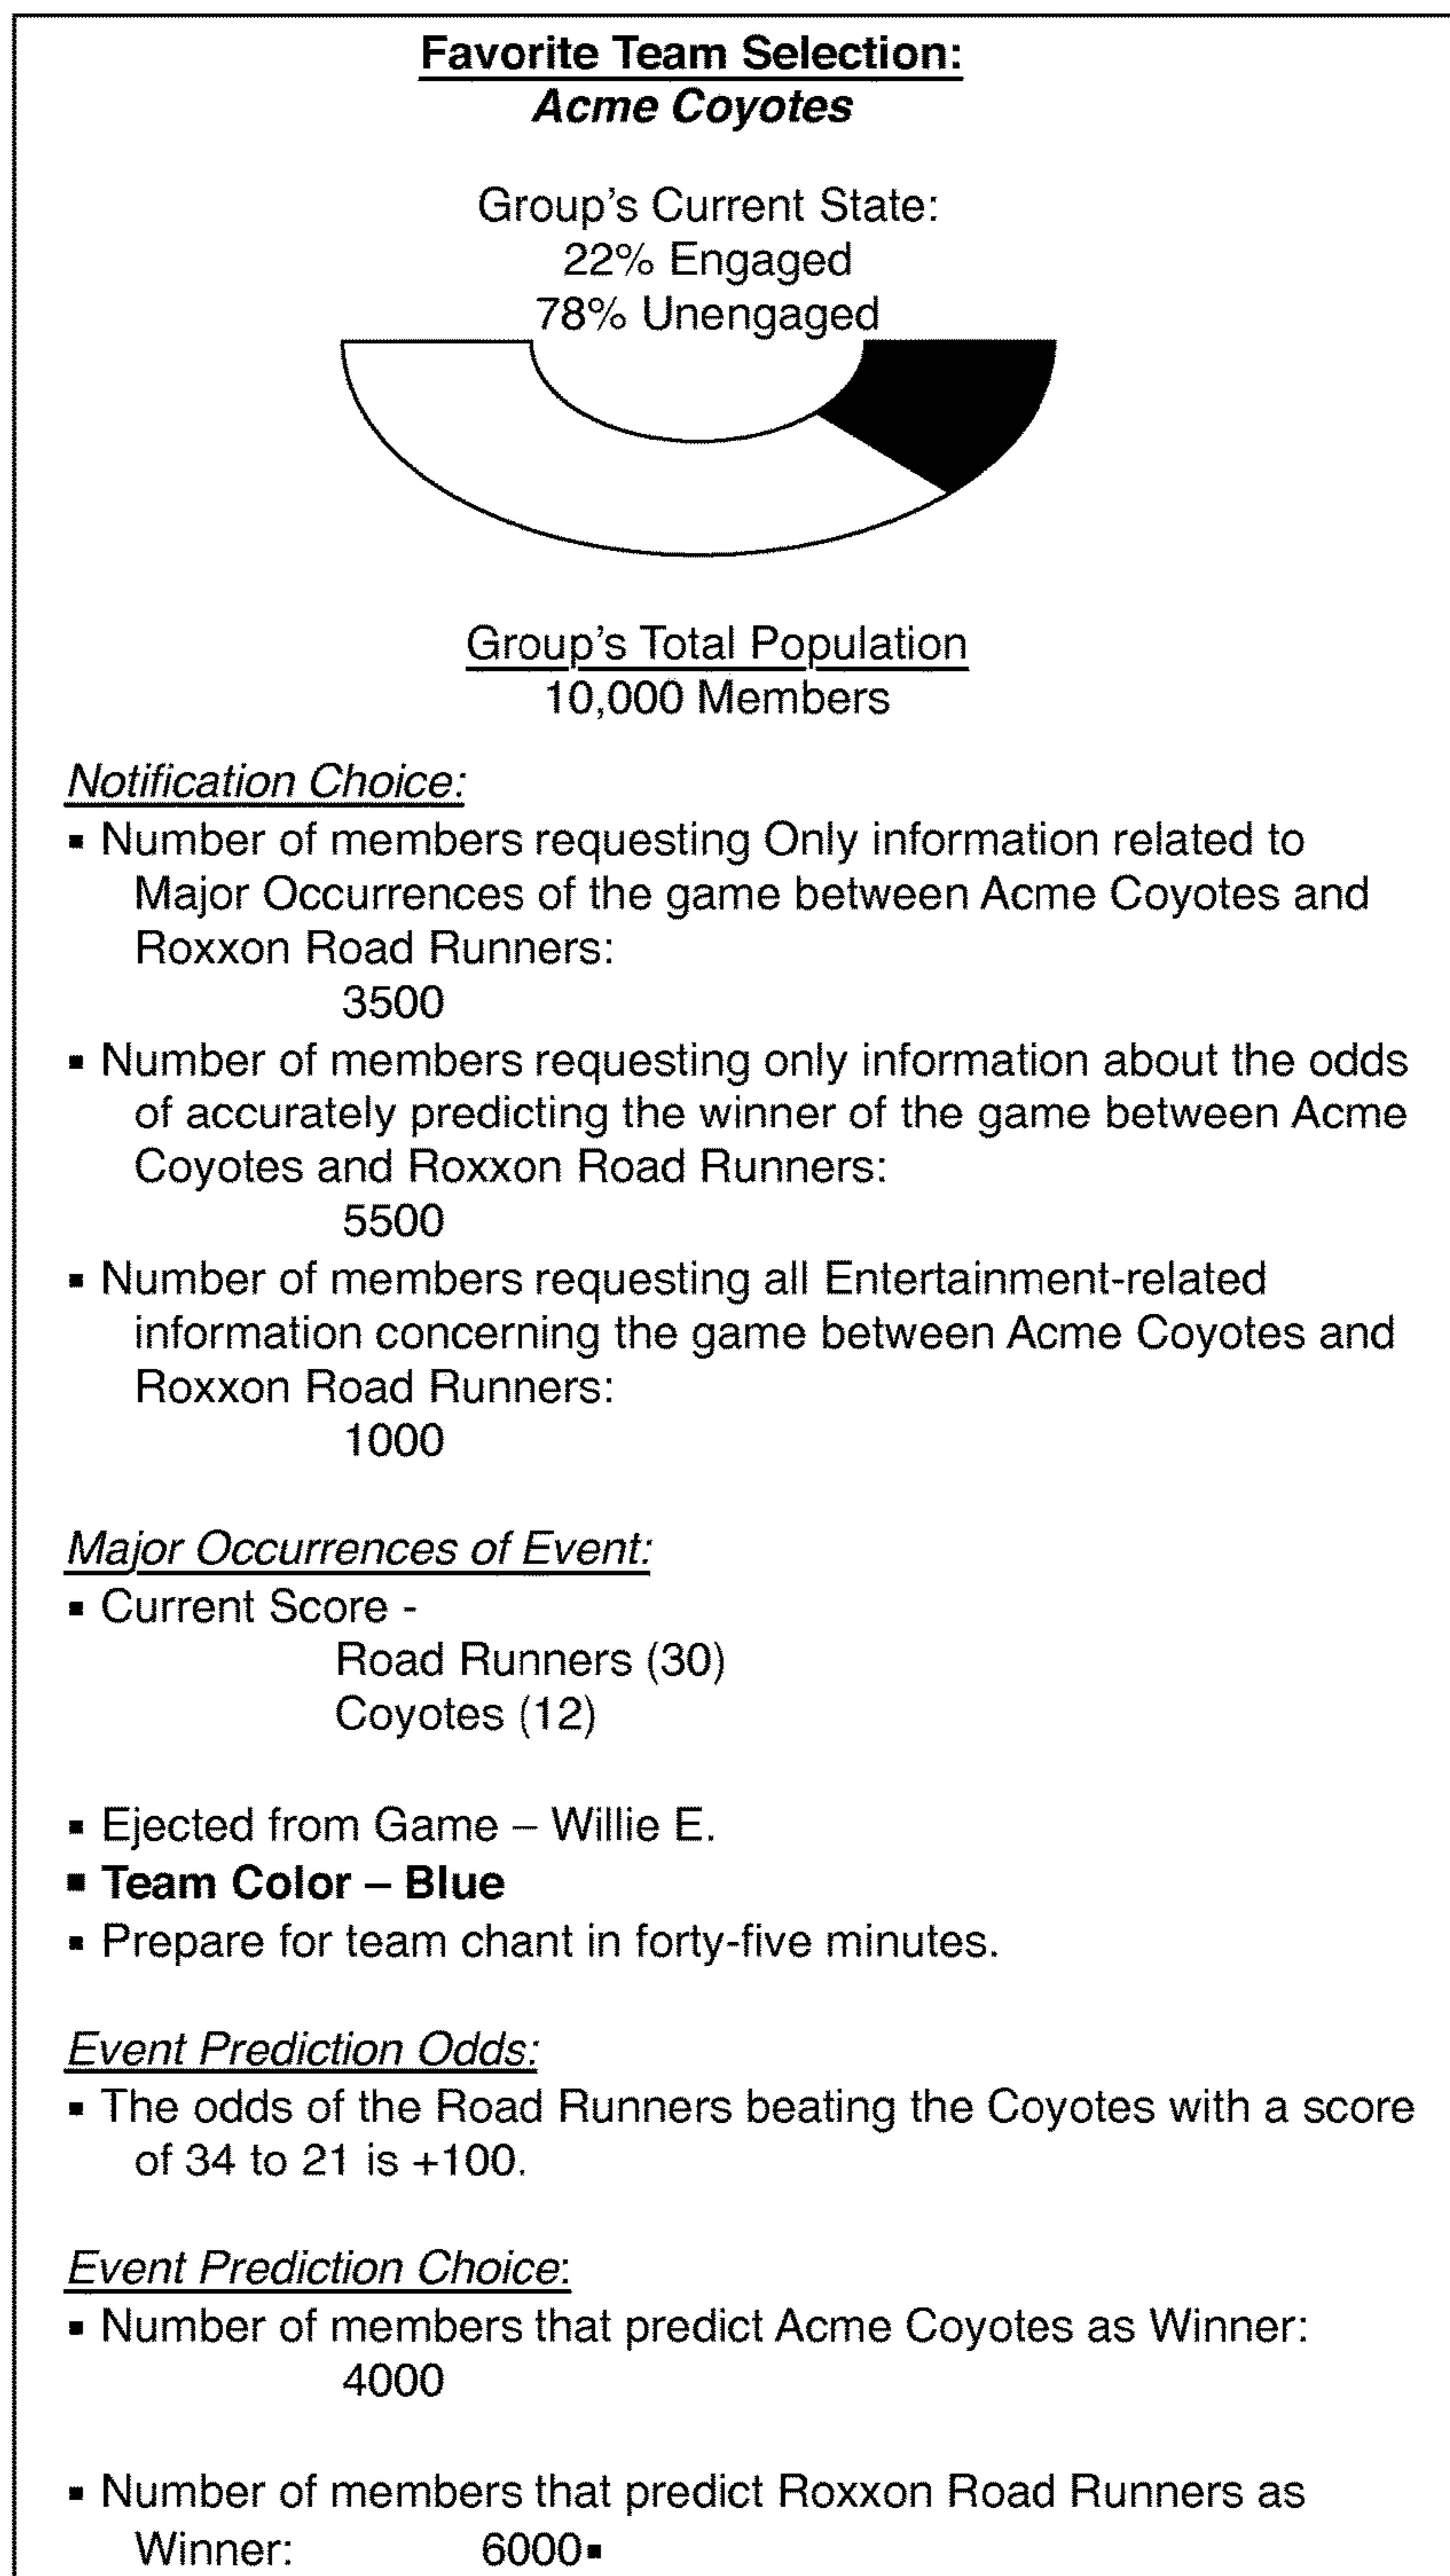 Favorite Team Selection:
Acme Coyotes
Group's Current State:
22% Engaged
78% Unengaged
Group's Total Population
10,000 Members
Notification Choice:
▪ Number of members requesting Only information related to
Major Occurrences of the game between Acme Coyotes and
Roxxon Road Runners:
3500
▪ Number of members requesting only information about the odds
of accurately predicting the winner of the game between Acme
Coyotes and Roxxon Road Runners:
5500
▪ Number of members requesting all Entertainment-related
information concerning the game between Acme Coyotes and
Roxxon Road Runners:
1000
Major Occurrences of Event:
▪ Current Score -
Road Runners (30)
Coyotes (12)
▪ Ejected from Game – Willie E.
▪ Team Color – Blue
▪ Prepare for team chant in forty-five minutes.
Event Prediction Odds:
▪ The odds of the Road Runners beating the Coyotes with a score
of 34 to 21 is +100.
Event Prediction Choice:
▪ Number of members that predict Acme Coyotes as Winner:
4000
▪ Number of members that predict Roxxon Road Runners as
Winner: 6000▪